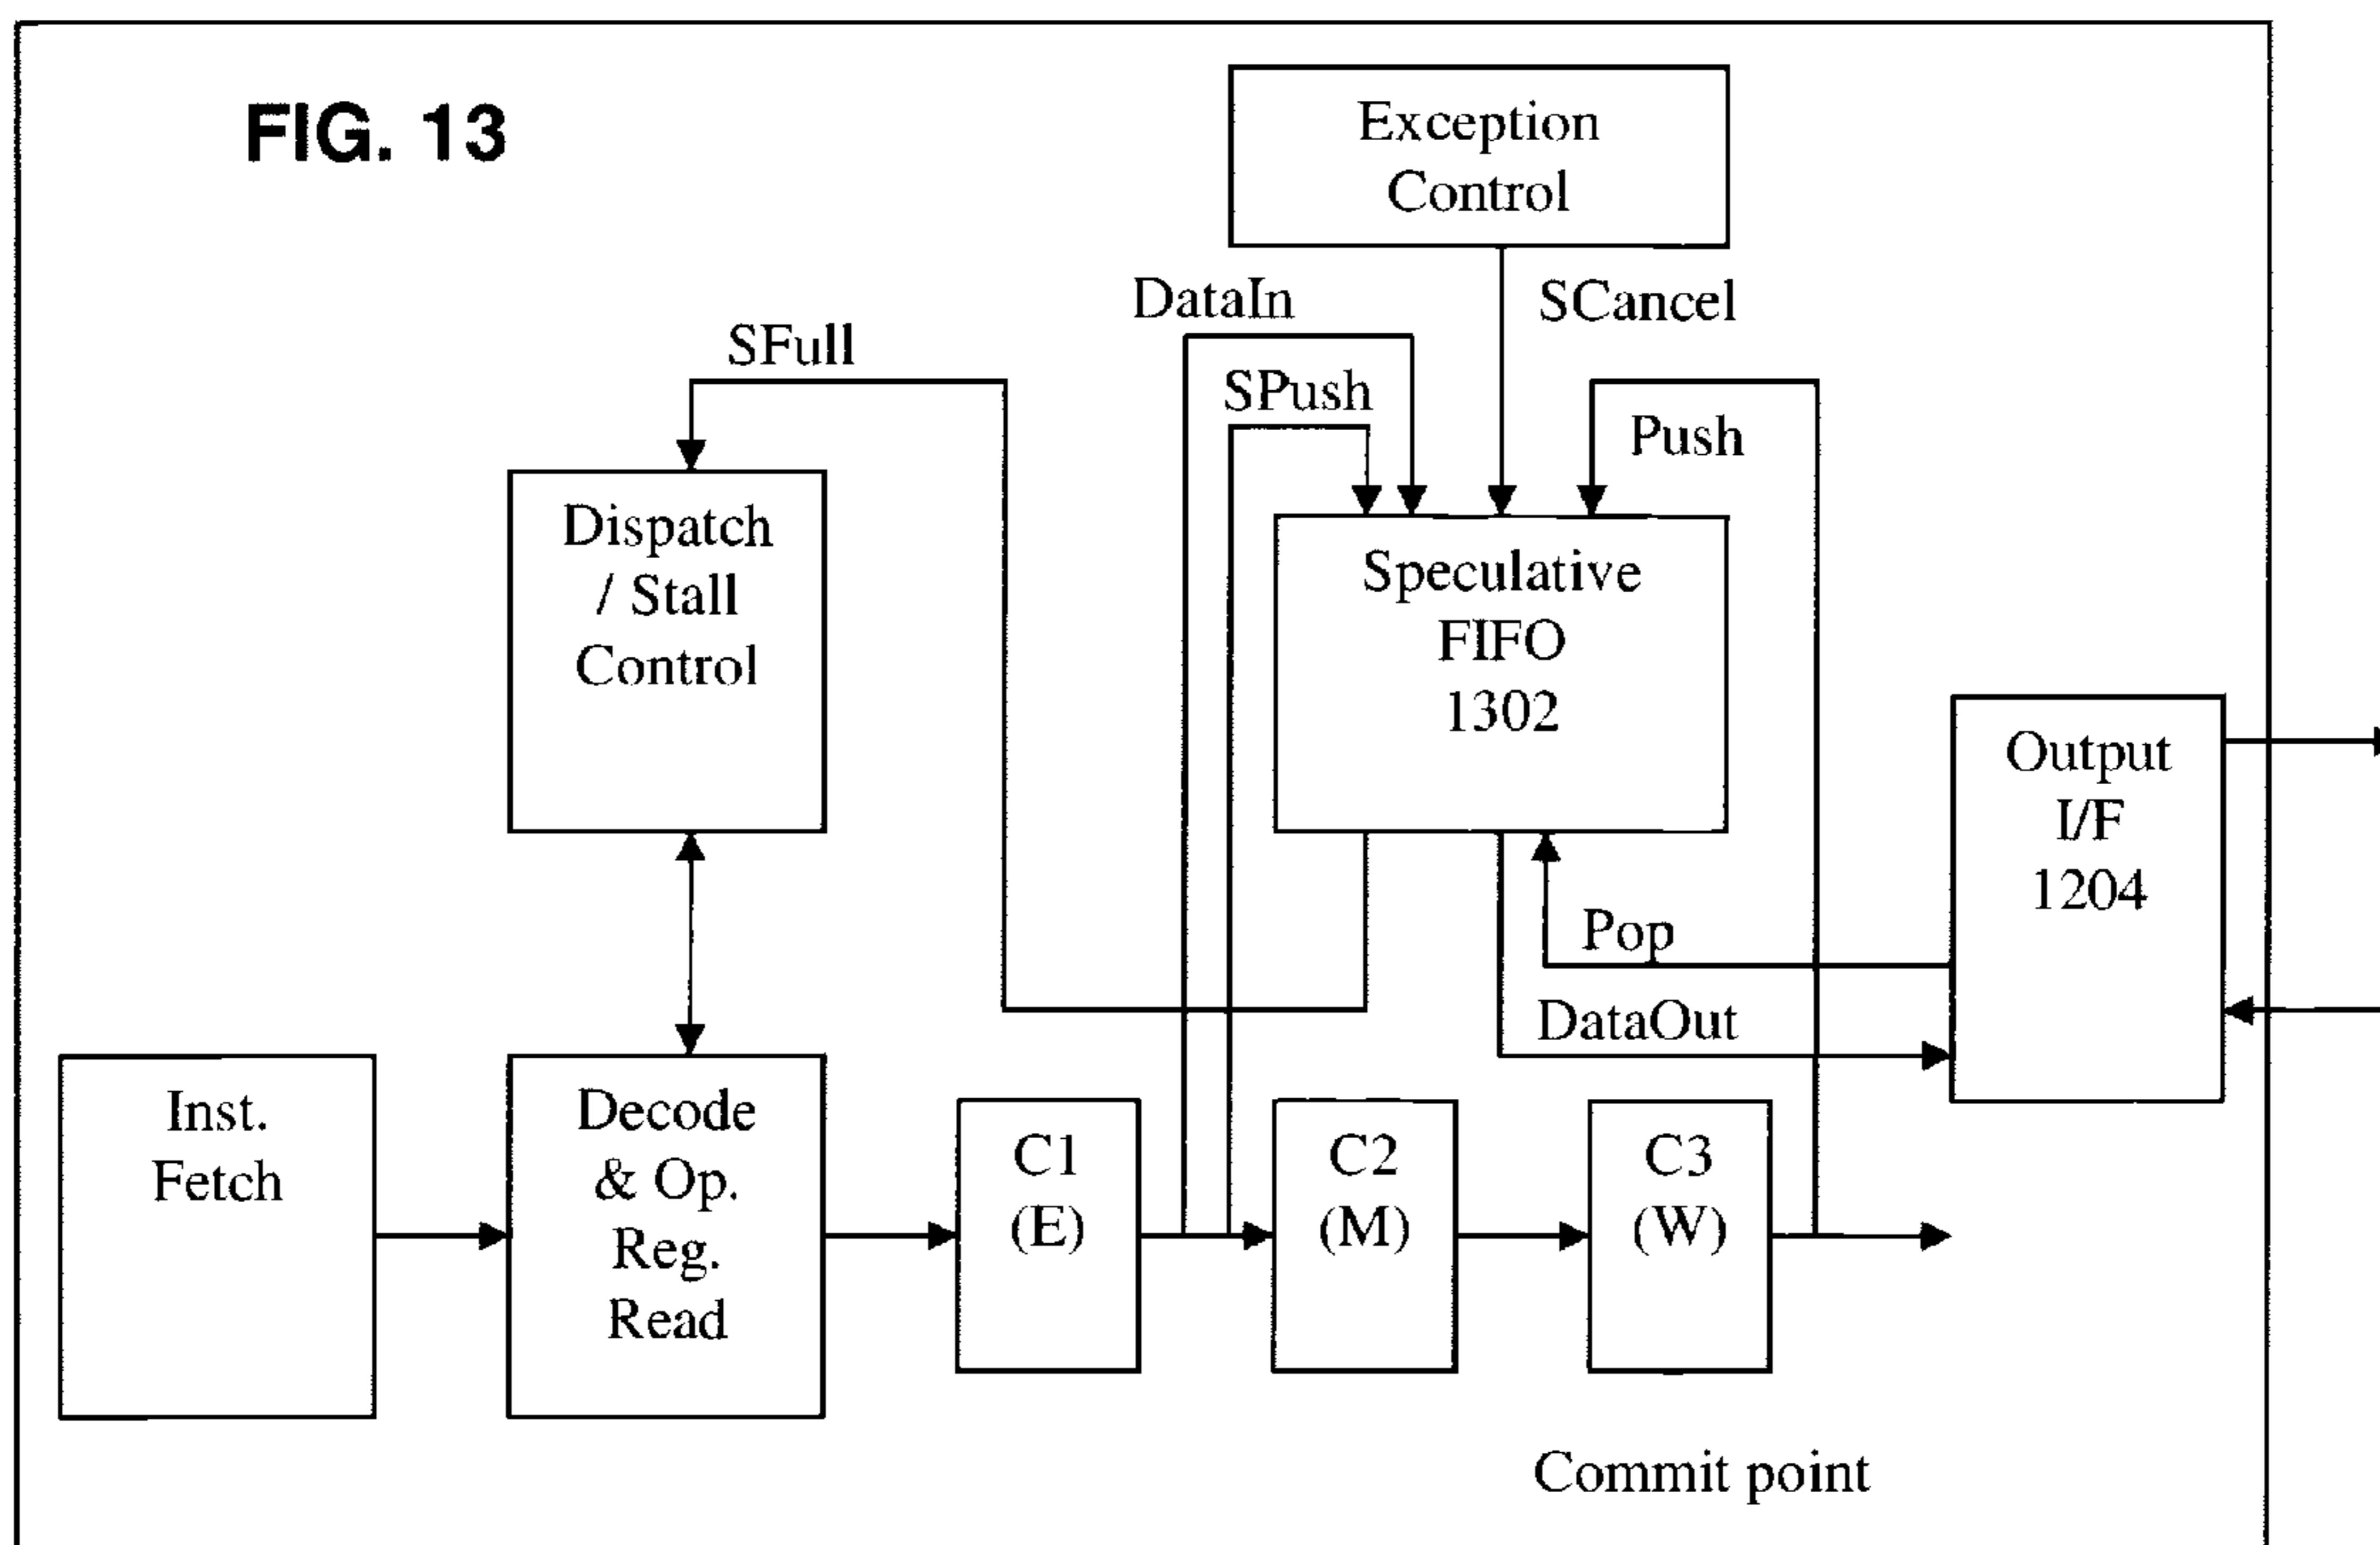 FIG. 13
Exception
Control
DataIn
SCancel
SFull
SPush
Push
Dispatch
/ Stall
Control
Speculative
FIFO
1302
Output
I/F
1204
Pop
DataOut
Inst.
Fetch
Decode
& Op.
Reg.
Read
C1
(E)
C2
(M)
C3
(W)
Commit point